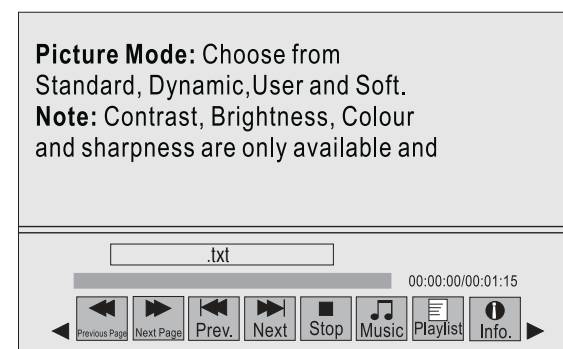 Picture Mode: Choose from
Standard, Dynamic,User and Soft.
Note: Contrast, Brightness, Colour
and sharpness are only available and
.txt
00:00:00/00:01:15
Previous Page Next Page Prev. Next Stop Music Playlist Info.